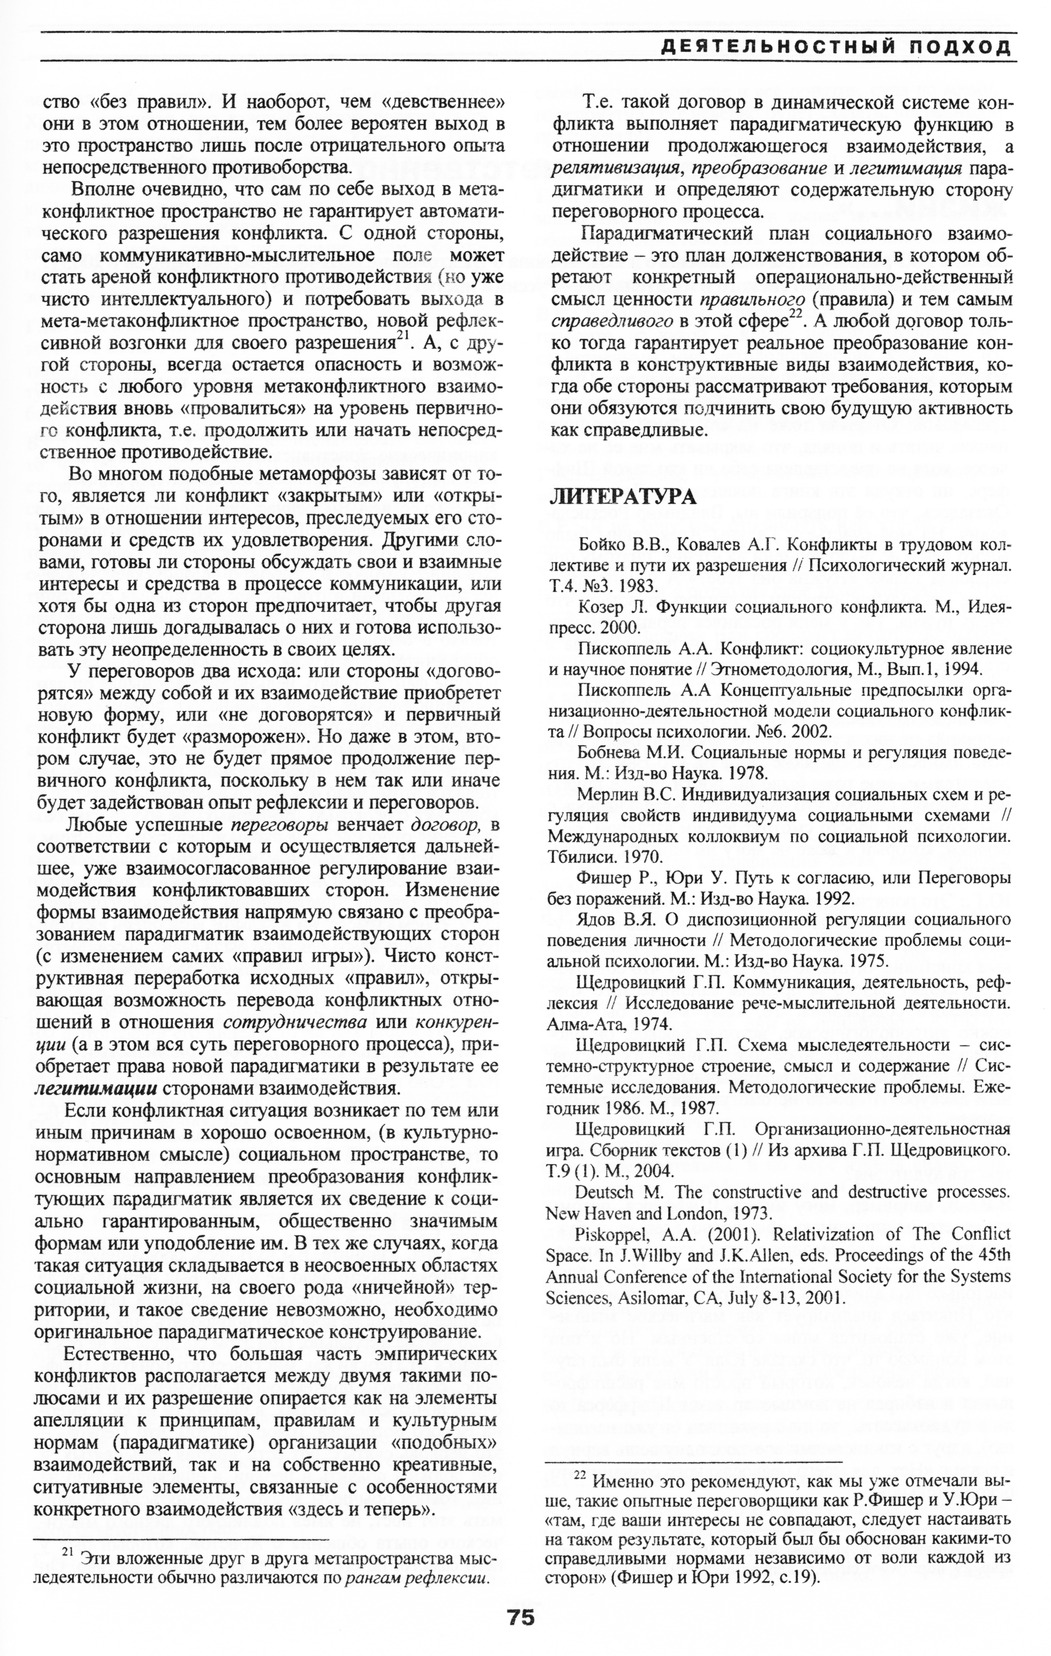 ДЕЯТЕЛЬНОСТНЫЙ ПОДХОД
ство «без правил». И наоборот, чем «девственнее»
они в этом отношении, тем более вероятен выход в
это пространство лишь после отрицательного опыта
непосредственного противоборства.
Вполне очевидно, что сам по себе выход в мета-
конфликтное пространство не гарантирует автомати-
ческого разрешения конфликта. С одной стороны,
само коммуникативно-мыслительное поле может
стать ареной конфликтного противодействия (но уже
чисто интеллектуального) и потребовать выхода в
мета-метаконфликтное пространство, новой рефлек-
сивной возгонки для своего разрешения²¹. А, с дру-
гой стороны, всегда остается опасность и возмож-
ность с любого уровня метаконфликтного взаимо-
действия вновь «провалиться» на уровень первично-
го конфликта, т.е. продолжить или начать непосред-
ственное противодействие.
Во многом подобные метаморфозы зависят от то-
го, является ли конфликт «закрытым» или «откры-
тым» в отношении интересов, преследуемых его сто-
ронами и средств их удовлетворения. Другими сло-
вами, готовы ли стороны обсуждать свои и взаимные
интересы и средства в процессе коммуникации, или
хотя бы одна из сторон предпочитает, чтобы другая
сторона лишь догадывалась о них и готова использо-
вать эту неопределенность в своих целях.
У переговоров два исхода: или стороны «догово-
рятся» между собой и их взаимодействие приобретет
новую форму, или «не договорятся» и первичный
конфликт будет «разморожен». Но даже в этом, вто-
ром случае, это не будет прямое продолжение пер-
вичного конфликта, поскольку в нем так или иначе
будет задействован опыт рефлексии и переговоров.
Любые успешные переговоры венчает договор, в
соответствии с которым и осуществляется дальней-
шее, уже взаимосогласованное регулирование взаи-
модействия конфликтовавших сторон. Изменение
формы взаимодействия напрямую связано с преобра-
зованием парадигматик взаимодействующих сторон
(с изменением самих «правил игры»). Чисто конст-
руктивная переработка исходных «правил», откры-
вающая возможность перевода конфликтных отно-
шений в отношения сотрудничества или конкурен-
ции (а в этом вся суть переговорного процесса), при-
обретает права новой парадигматики в результате ее
легитимации сторонами взаимодействия.
Если конфликтная ситуация возникает по тем или
иным причинам в хорошо освоенном, (в культурно-
нормативном смысле) социальном пространстве, то
основным направлением преобразования конфлик-
тующих парадигматик является их сведение к соци-
ально гарантированным, общественно значимым
формам или уподобление им. В тех же случаях, когда
такая ситуация складывается в неосвоенных областях
социальной жизни, на своего рода «ничейной» тер-
ритории, и такое сведение невозможно, необходимо
оригинальное парадигматическое конструирование.
Естественно, что большая часть эмпирических
конфликтов располагается между двумя такими по-
люсами и их разрешение опирается как на элементы
апелляции к принципам, правилам и культурным
нормам (парадигматике) организации «подобных»
взаимодействий, так и на собственно креативные,
ситуативные элементы, связанные с особенностями
конкретного взаимодействия «здесь и теперь».
²¹ Эти вложенные друг в друга метапространства мыс-
ледеятельности обычно различаются по рангам рефлексии.
Т.е. такой договор в динамической системе кон-
фликта выполняет парадигматическую функцию в
отношении продолжающегося взаимодействия, а
релятивизация, преобразование и легитимация пара-
дигматики и определяют содержательную сторону
переговорного процесса.
Парадигматический план социального взаимо-
действие – это план долженствования, в котором об-
ретают конкретный операционально-действенный
смысл ценности правильного (правила) и тем самым
справедливого в этой сфере²². А любой договор толь-
ко тогда гарантирует реальное преобразование кон-
фликта в конструктивные виды взаимодействия, ко-
гда обе стороны рассматривают требования, которым
они обязуются подчинить свою будущую активность
как справедливые.
ЛИТЕРАТУРА
Бойко В.В., Ковалев А.Г. Конфликты в трудовом кол-
лективе и пути их разрешения // Психологический журнал.
Т.4. №3. 1983.
Козер Л. Функции социального конфликта. М., Идея-
пресс. 2000.
Пископпель А.А. Конфликт: социокультурное явление
и научное понятие // Этнометодология, М., Вып.1, 1994.
Пископпель А.А Концептуальные предпосылки орга-
низационно-деятельностной модели социального конфлик-
та // Вопросы психологии. №6. 2002.
Бобнева М.И. Социальные нормы и регуляция поведе-
ния. М.: Изд-во Наука. 1978.
Мерлин В.С. Индивидуализация социальных схем и ре-
гуляция свойств индивидуума социальными схемами //
Международных коллоквиум по социальной психологии.
Тбилиси. 1970.
Фишер Р., Юри У. Путь к согласию, или Переговоры
без поражений. М.: Изд-во Наука. 1992.
Ядов В.Я. О диспозиционной регуляции социального
поведения личности // Методологические проблемы соци-
альной психологии. М.: Изд-во Наука. 1975.
Щедровицкий Г.П. Коммуникация, деятельность, реф-
лексия // Исследование рече-мыслительной деятельности.
Алма-Ата, 1974.
Щедровицкий Г.П. Схема мыследеятельности – сис-
темно-структурное строение, смысл и содержание // Сис-
темные исследования. Методологические проблемы. Еже-
годник 1986. М., 1987.
Щедровицкий Г.П. Организационно-деятельностная
игра. Сборник текстов (1) // Из архива Г.П. Щедровицкого.
Т.9 (1). М., 2004.
Deutsch M. The constructive and destructive processes.
New Haven and London, 1973.
Piskoppel, A.A. (2001). Relativization of The Conflict
Space. In J.Willby and J.K.Allen, eds. Proceedings of the 45th
Annual Conference of the International Society for the Systems
Sciences, Asilomar, CA, July 8-13, 2001.
²² Именно это рекомендуют, как мы уже отмечали вы-
ше, такие опытные переговорщики как Р.Фишер и У.Юри –
«там, где ваши интересы не совпадают, следует настаивать
на таком результате, который был бы обоснован какими-то
справедливыми нормами независимо от воли каждой из
сторон» (Фишер и Юри 1992, с.19).
75